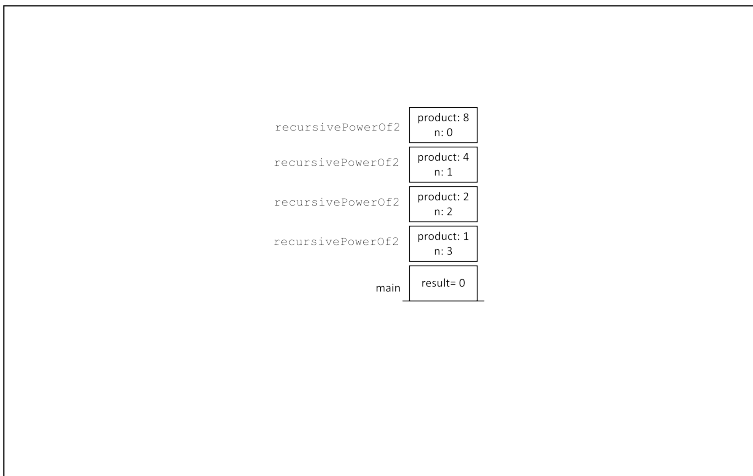 recursivePowerOf2
product: 8
n: 0
recursivePowerOf2
product: 4
n: 1
recursivePowerOf2
product: 2
n: 2
recursivePowerOf2
product: 1
n: 3
main
result= 0